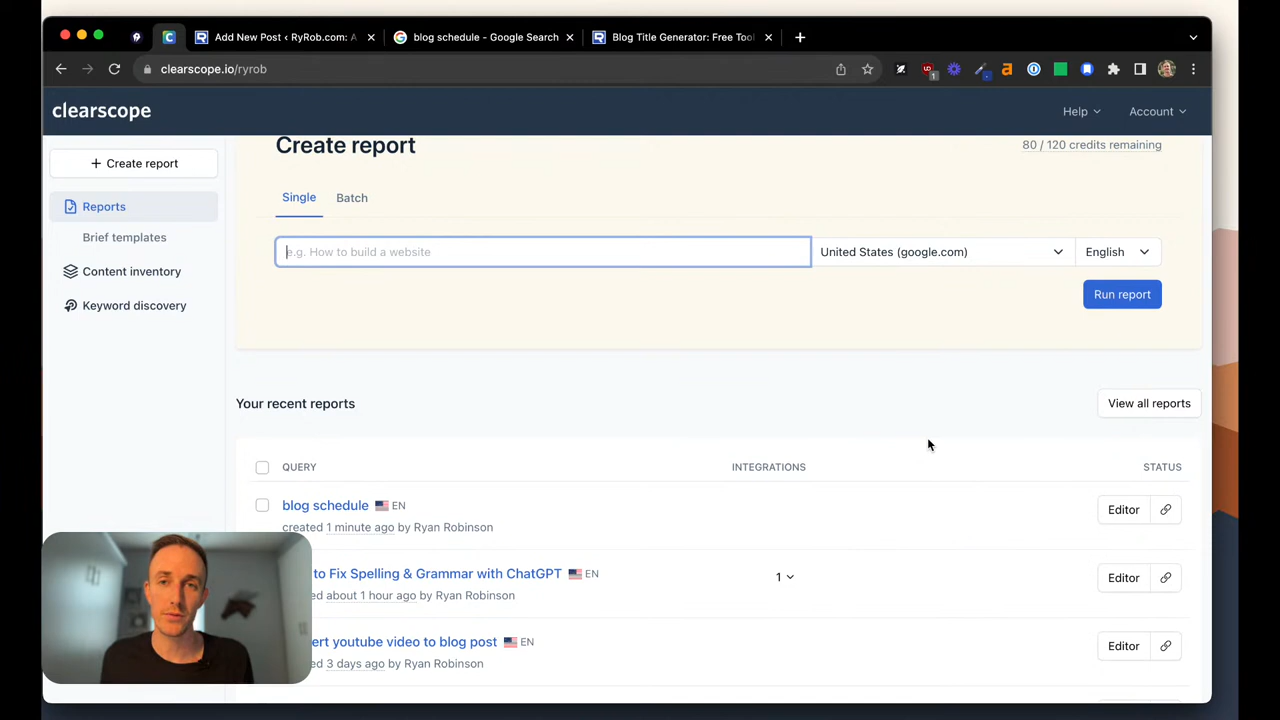 Add New Post ‹ RyRob.com: A
blog schedule - Google Search
Blog Title Generator: Free Tool
clearscope.io/ryrob
clearscope
Help
Account
+ Create report
Reports
Brief templates
Content inventory
Keyword discovery
Create report
80 / 120 credits remaining
Single
Batch
e.g. How to build a website
United States (google.com)
English
Run report
Your recent reports
View all reports
QUERY
INTEGRATIONS
STATUS
blog schedule EN
created 1 minute ago by Ryan Robinson
Editor
to Fix Spelling & Grammar with ChatGPT EN
ed about 1 hour ago by Ryan Robinson
1
Editor
ert youtube video to blog post EN
ed 3 days ago by Ryan Robinson
Editor